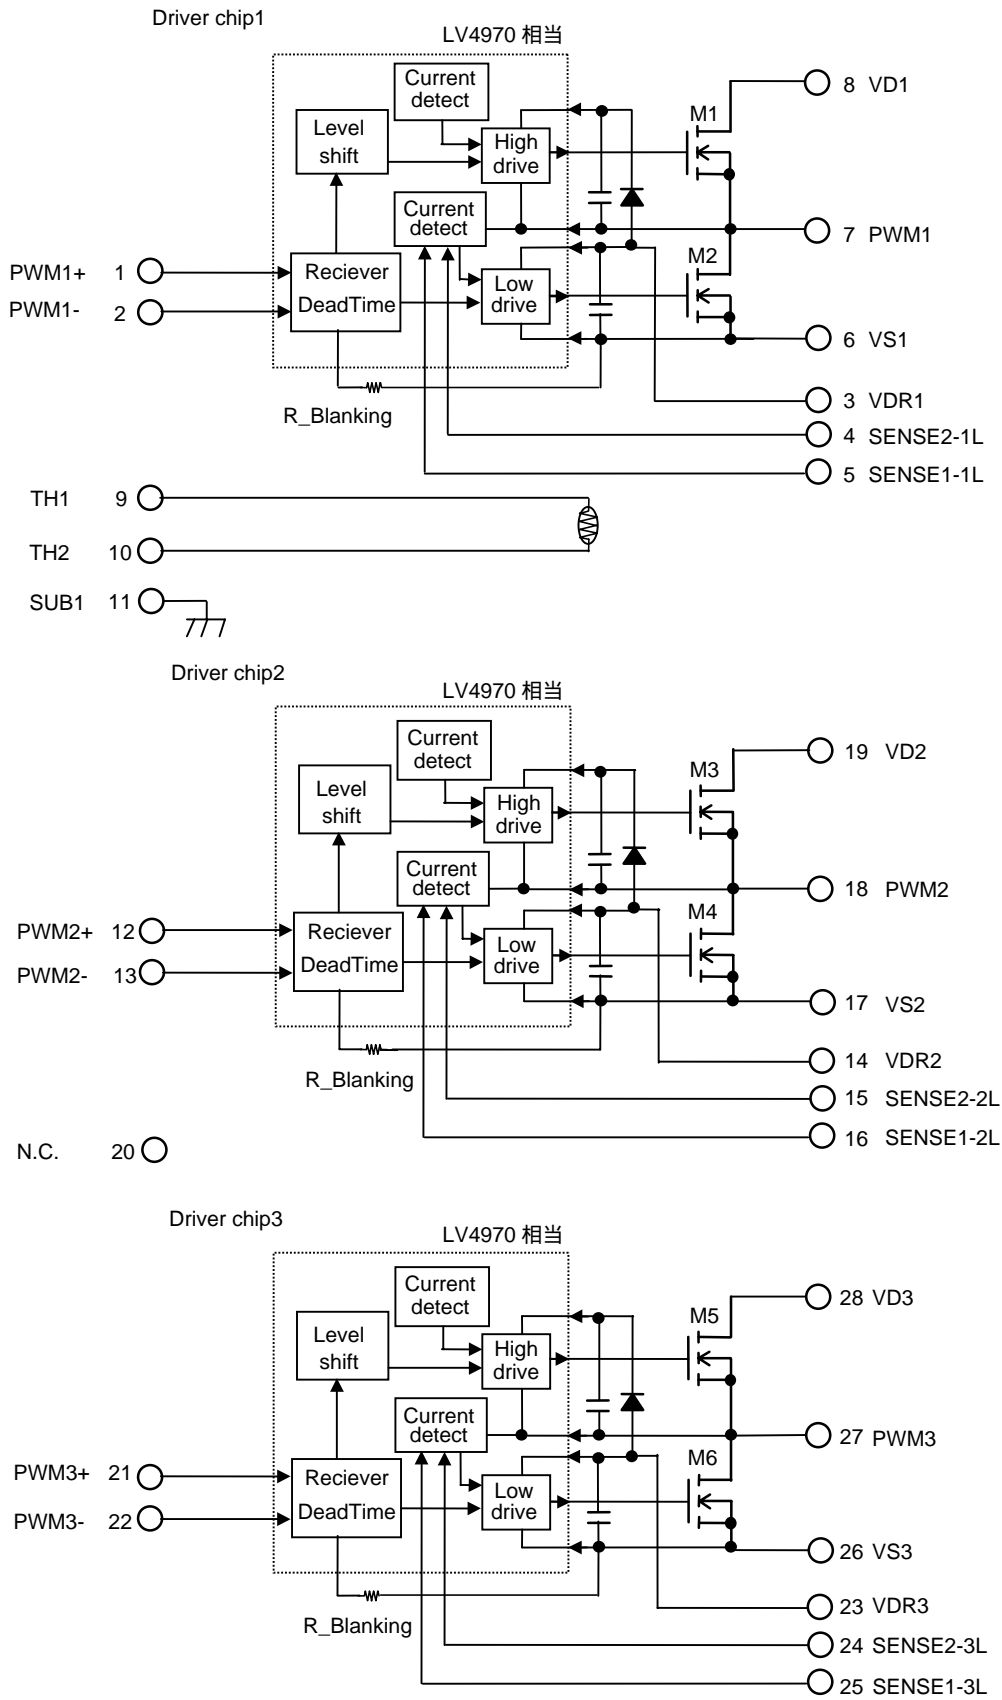 Driver chip1
LV4970 相当
Current
detect
Level
shift
High
drive
M1
8 VD1
Current
detect
7 PWM1
PWM1+ 1
PWM1- 2
Reciever
DeadTime
Low
drive
M2
6 VS1
R_Blanking
3 VDR1
4 SENSE2-1L
5 SENSE1-1L
TH1 9
TH2 10
SUB1 11
Driver chip2
LV4970 相当
Current
detect
Level
shift
High
drive
M3
19 VD2
Current
detect
18 PWM2
PWM2+ 12
PWM2- 13
Reciever
DeadTime
Low
drive
M4
17 VS2
R_Blanking
14 VDR2
15 SENSE2-2L
16 SENSE1-2L
N.C. 20
Driver chip3
LV4970 相当
Current
detect
Level
shift
High
drive
M5
28 VD3
Current
detect
27 PWM3
PWM3+ 21
PWM3- 22
Reciever
DeadTime
Low
drive
M6
26 VS3
R_Blanking
23 VDR3
24 SENSE2-3L
25 SENSE1-3L